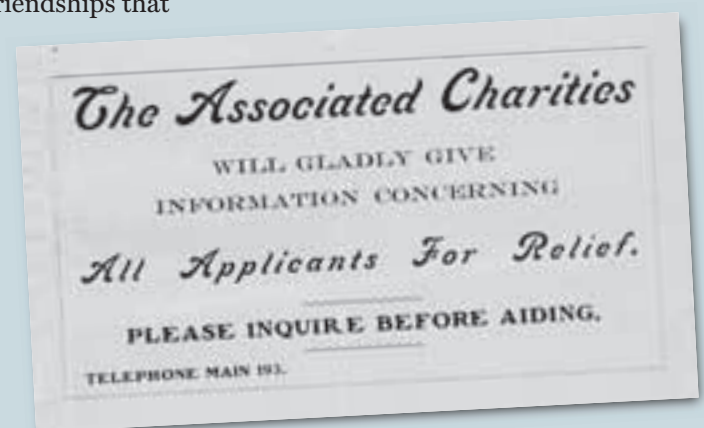 riendships that
The Associated Charities
WILL GLADLY GIVE
INFORMATION CONCERNING
All Applicants For Relief.
PLEASE INQUIRE BEFORE AIDING.
TELEPHONE MAIN 193.